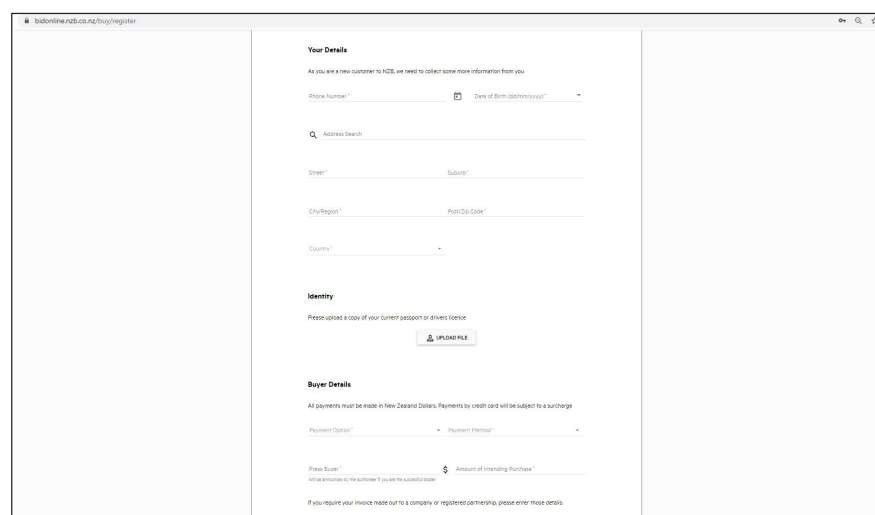 bidonline.nzb.co.nz/buy/register
Your Details
As you are a new customer to NZB, we need to collect some more information from you
Phone Number *
Date of Birth (dd/mm/yyyy) *
Address Search
Street *
Suburb *
City/Region *
Post/Zip Code *
Country *
Identity
Please upload a copy of your current passport or drivers licence
UPLOAD FILE
Buyer Details
All payments must be made in New Zealand Dollars. Payments by credit card will be subject to a surcharge
Payment Option *
Payment Method *
Press Buyer *
$ Amount of Intending Purchase *
Will be announced by the auctioneer if you are the successful bidder
If you require your invoice made out to a company or registered partnership, please enter those details.